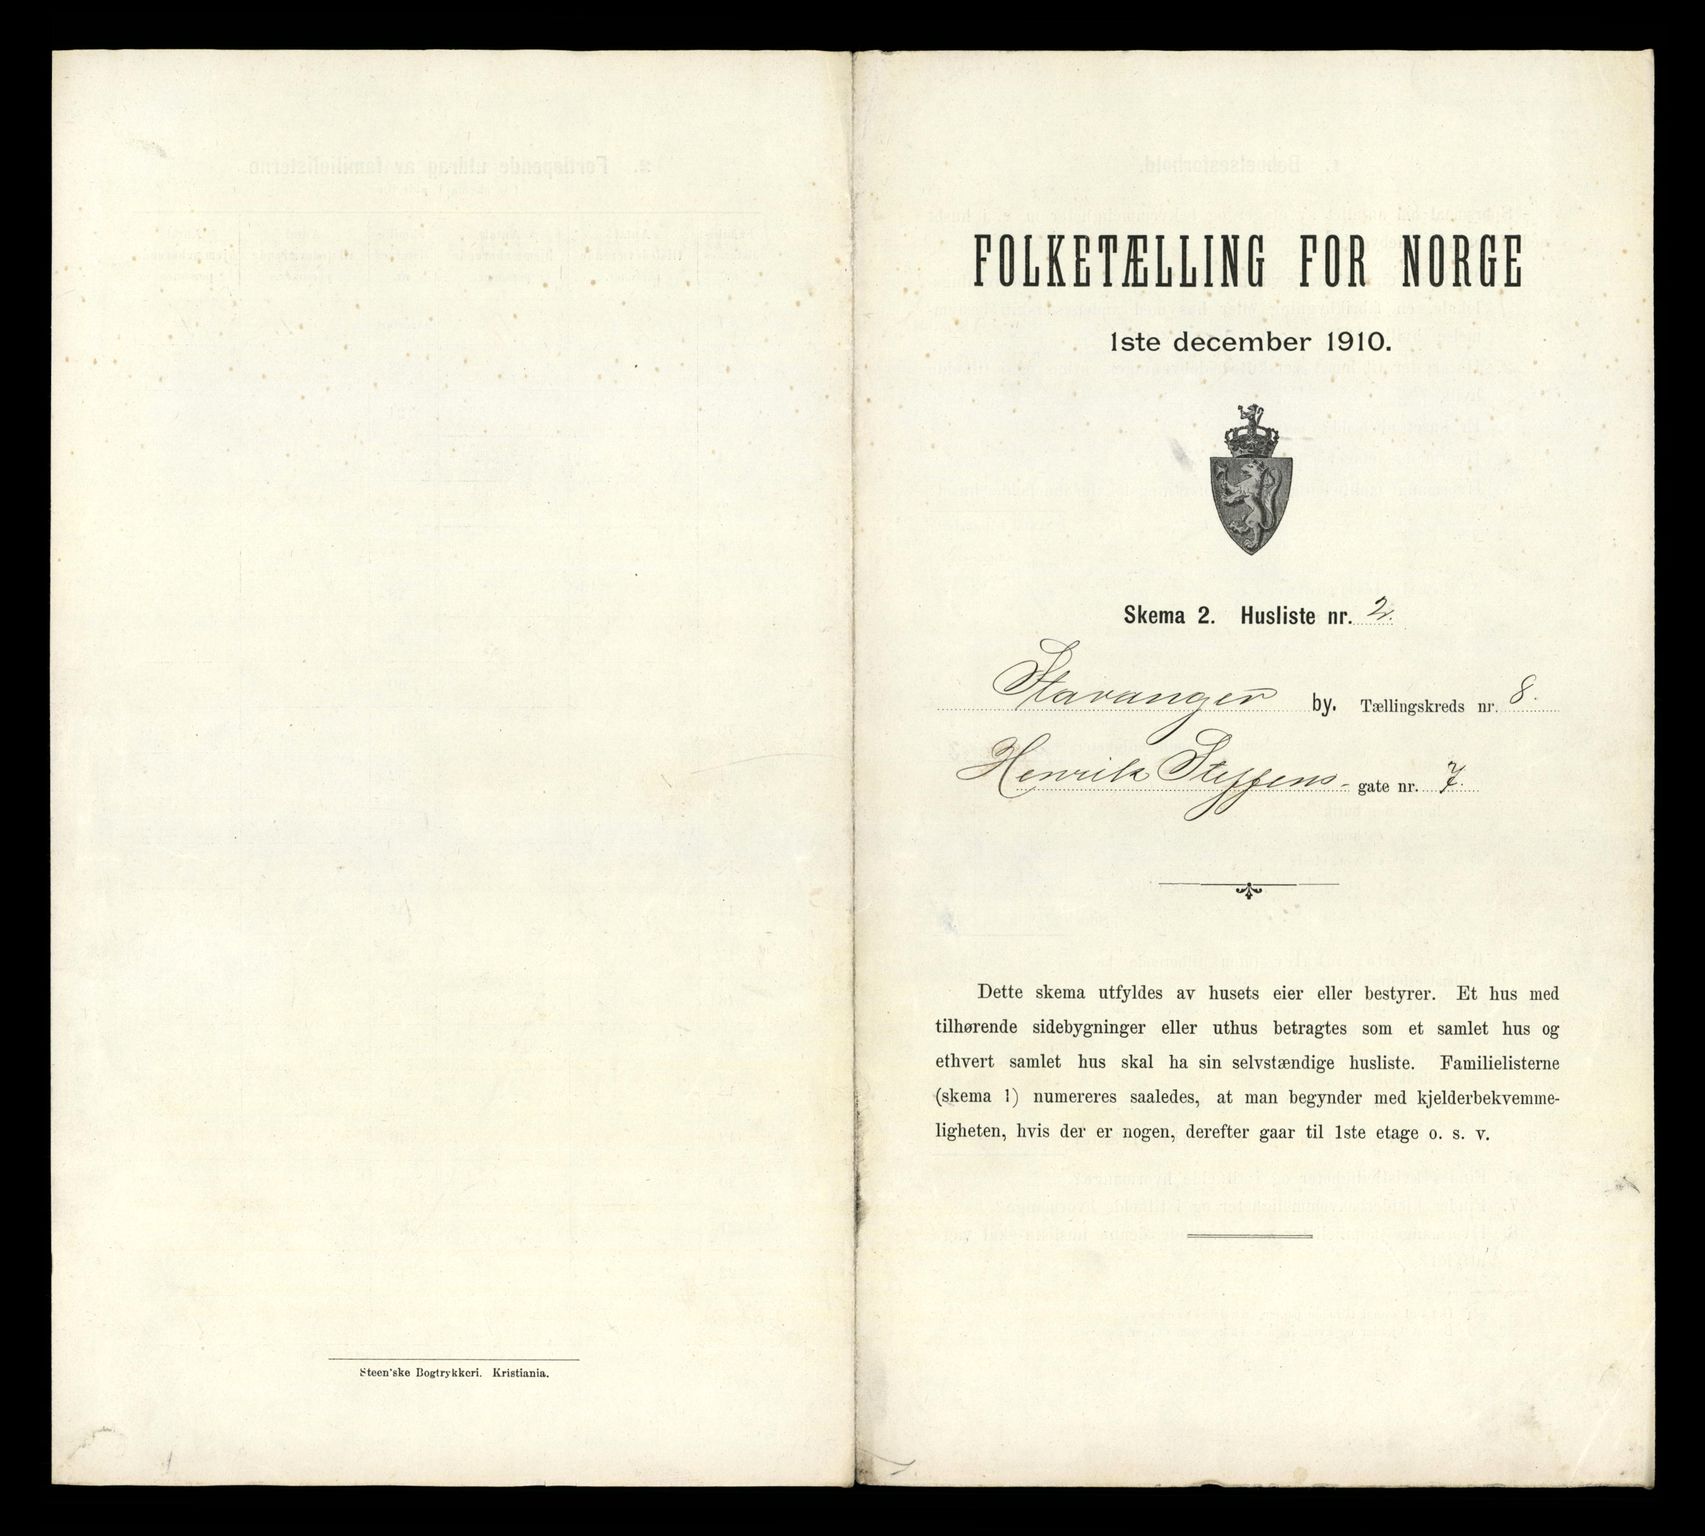 FOLKETÆLLING FOR NORGE
1ste december 1910.
Skema 2. Husliste nr. 2.
Stavanger by. Tællingskreds nr. 8.
Henrik Steffens- gate nr. 7.
Dette skema utfyldes av husets eier eller bestyrer. Et hus med
tilhørende sidebygninger eller uthus betragtes som et samlet hus og
ethvert samlet hus skal ha sin selvstændige husliste. Familielisterne
(skema 1) numereres saaledes, at man begynder med kjelderbekvemme-
ligheten, hvis der er nogen, derefter gaar til 1ste etage o. s. v.
Steen'ske Bogtrykkeri. Kristiania.